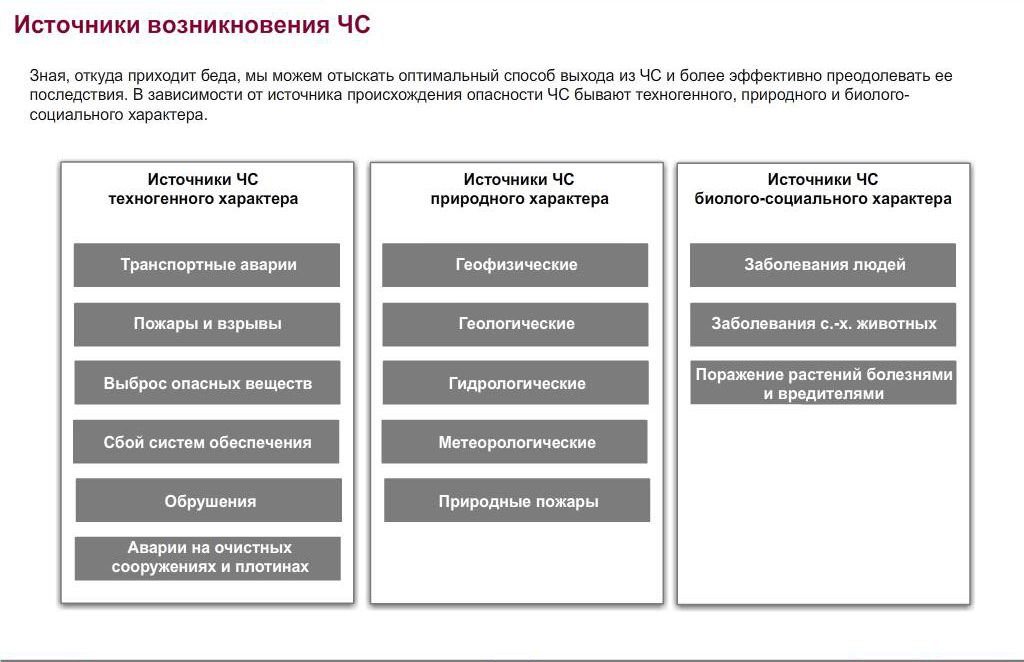 Источники возникновения ЧС
Зная, откуда приходит беда, мы можем отыскать оптимальный способ выхода из ЧС и более эффективно преодолевать ее
последствия. В зависимости от источника происхождения опасности ЧС бывают техногенного, природного и биолого-
социального характера.
Источники ЧС
техногенного характера
Транспортные аварии
Пожары и взрывы
Выброс опасных веществ
Сбой систем обеспечения
Обрушения
Аварии на очистных
сооружениях и плотинах
Источники ЧС
природного характера
Геофизические
Геологические
Гидрологические
Метеорологические
Природные пожары
Источники ЧС
биолого-социального характера
Заболевания людей
Заболевания с.-х. животных
Поражение растений болезнями
и вредителями